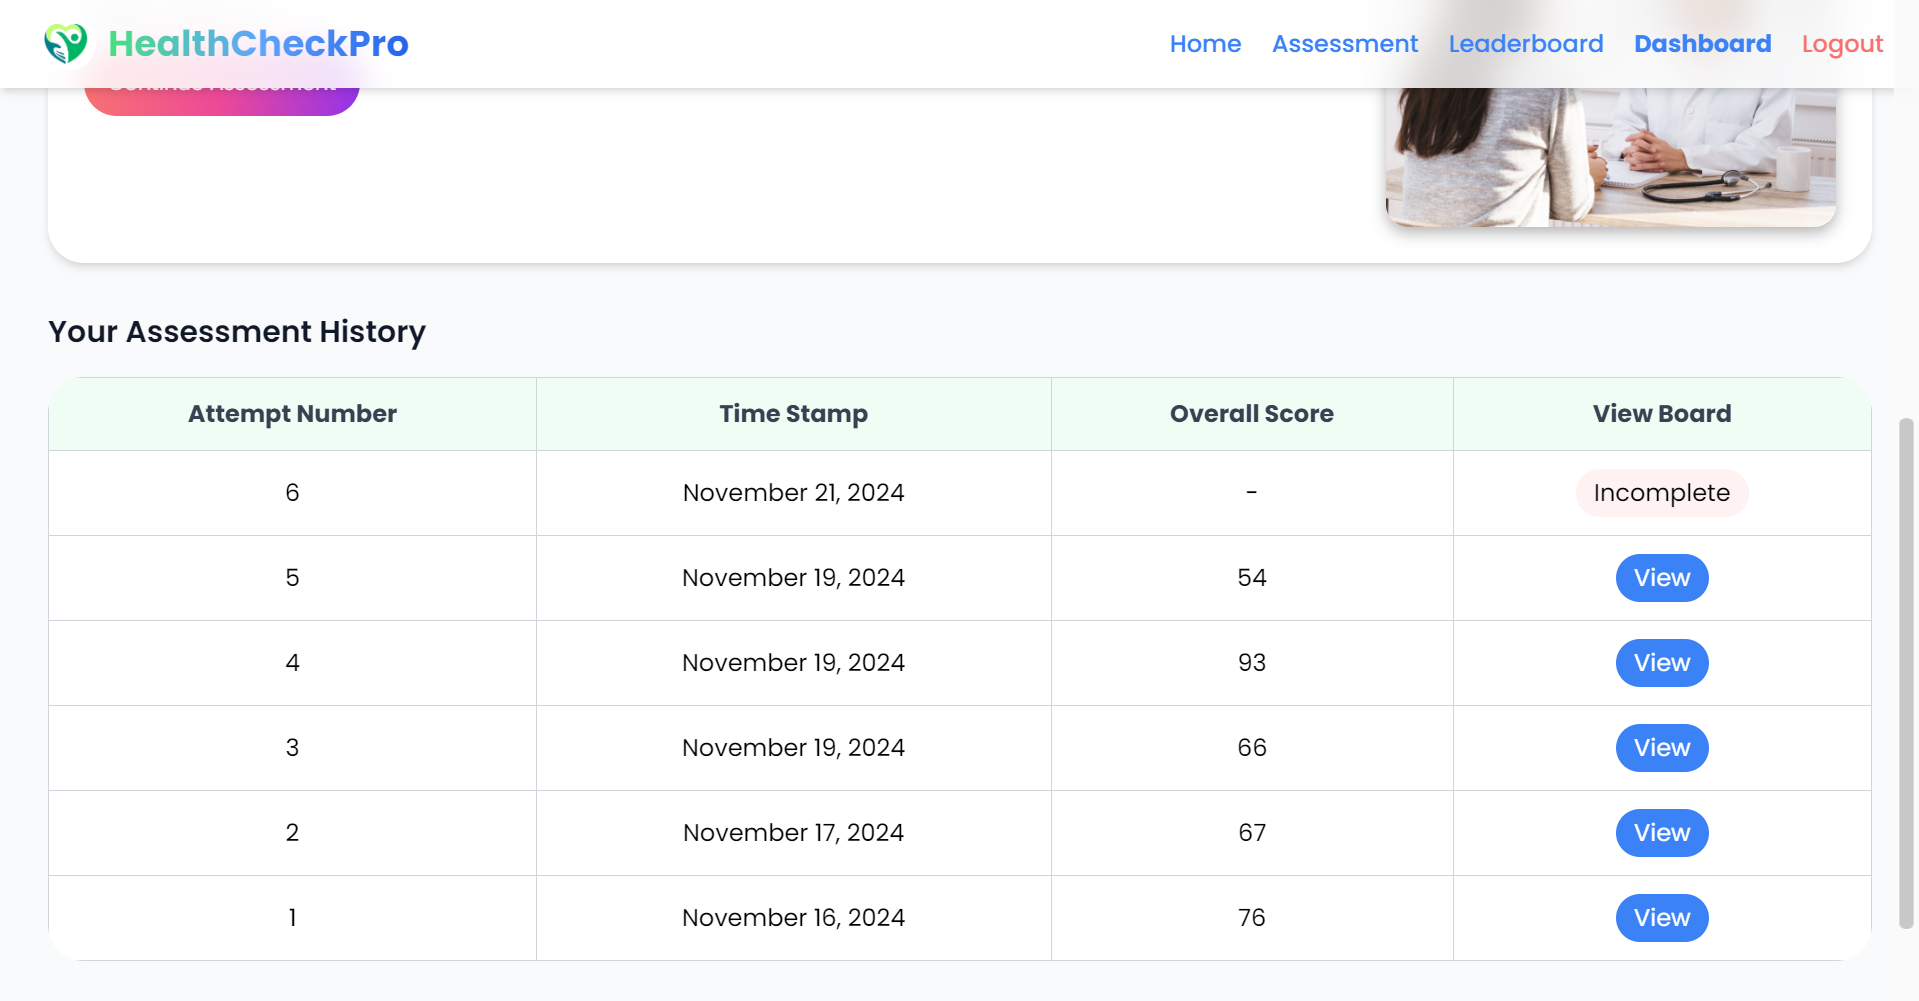 HealthCheckPro
Home Assessment Leaderboard Dashboard Logout
Continue Assessment
Your Assessment History
Attempt Number Time Stamp Overall Score View Board
6 November 21, 2024 - Incomplete
5 November 19, 2024 54 View
4 November 19, 2024 93 View
3 November 19, 2024 66 View
2 November 17, 2024 67 View
1 November 16, 2024 76 View